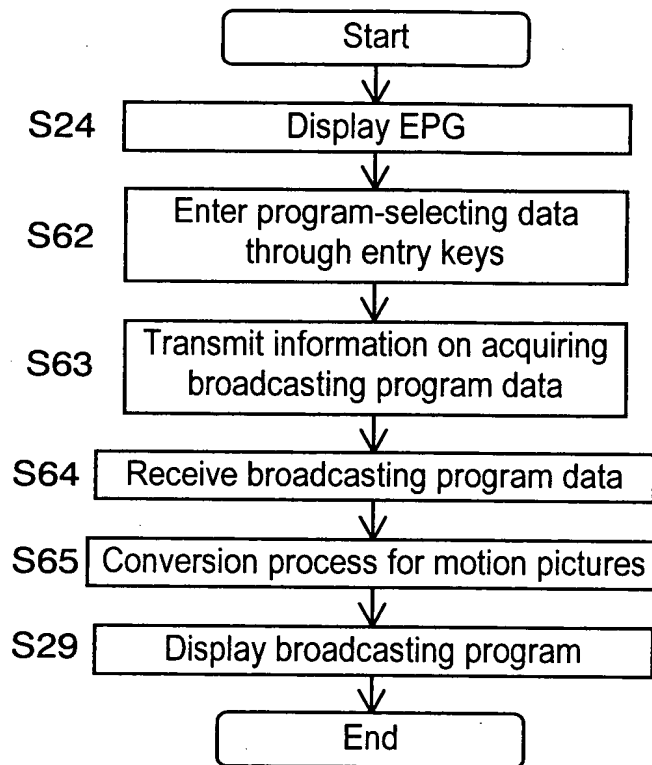 Start
S24 Display EPG
S62 Enter program-selecting data
through entry keys
S63 Transmit information on acquiring
broadcasting program data
S64 Receive broadcasting program data
S65 Conversion process for motion pictures
S29 Display broadcasting program
End